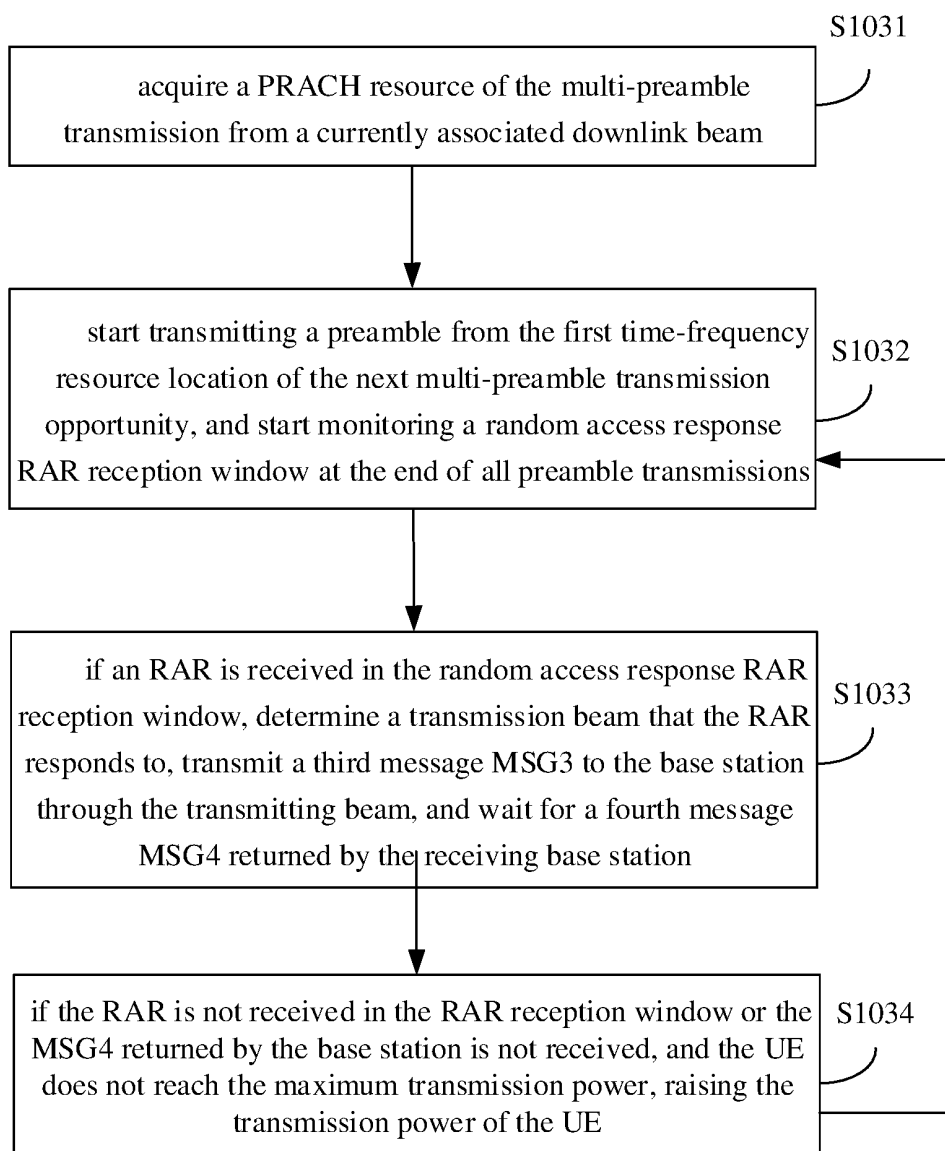 S1031
acquire a PRACH resource of the multi-preamble
transmission from a currently associated downlink beam
start transmitting a preamble from the first time-frequency
resource location of the next multi-preamble transmission
opportunity, and start monitoring a random access response
RAR reception window at the end of all preamble transmissions
S1032
if an RAR is received in the random access response RAR
reception window, determine a transmission beam that the RAR
responds to, transmit a third message MSG3 to the base station
through the transmitting beam, and wait for a fourth message
MSG4 returned by the receiving base station
S1033
if the RAR is not received in the RAR reception window or the
MSG4 returned by the base station is not received, and the UE
does not reach the maximum transmission power, raising the
transmission power of the UE
S1034